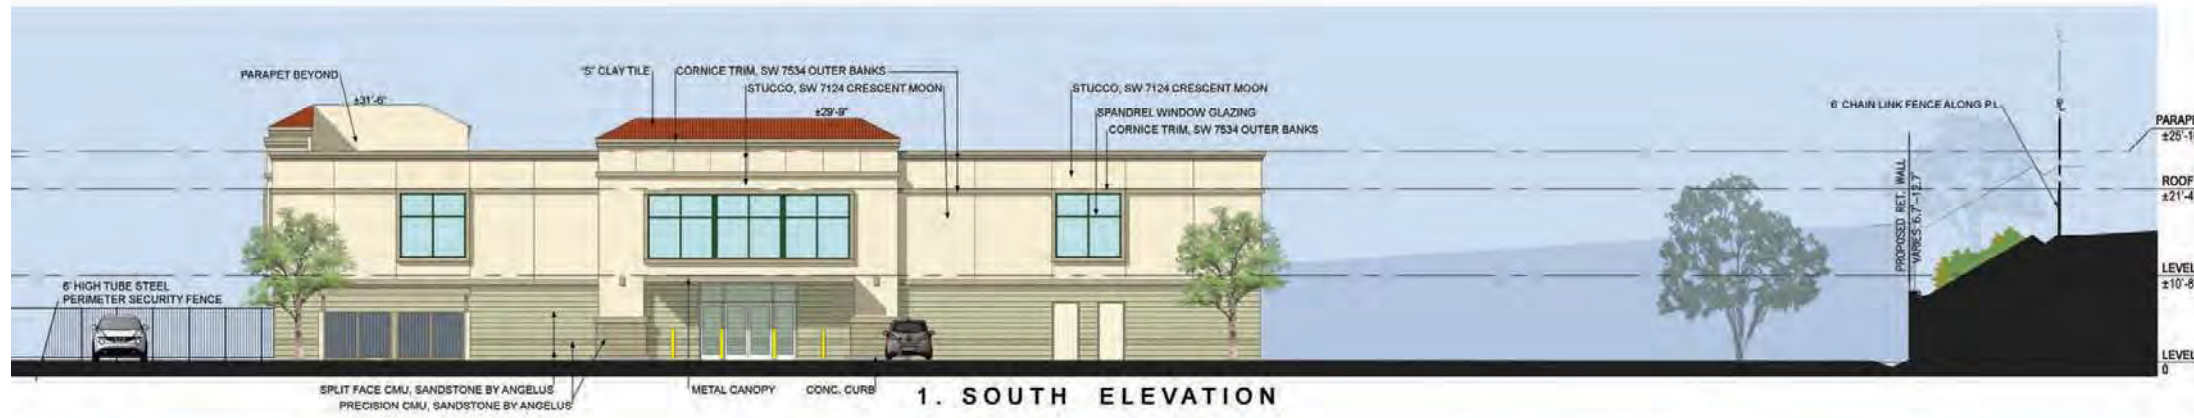 PARAPET BEYOND
±31'-6"
"S" CLAY TILE
CORNICE TRIM, SW 7534 OUTER BANKS
STUCCO, SW 7124 CRESCENT MOON
±29'-9"
STUCCO, SW 7124 CRESCENT MOON
SPANDREL WINDOW GLAZING
CORNICE TRIM, SW 7534 OUTER BANKS
6' CHAIN LINK FENCE ALONG P.L.
PROPOSED RET. WALL
VARIES 6.7'-12.7'
PARAP
±25'-1
ROOF
±21'-4
LEVEL
±10'-8
LEVEL
0
6' HIGH TUBE STEEL
PERIMETER SECURITY FENCE
SPLIT FACE CMU, SANDSTONE BY ANGELUS
PRECISION CMU, SANDSTONE BY ANGELUS
METAL CANOPY
CONC. CURB
1. SOUTH ELEVATION